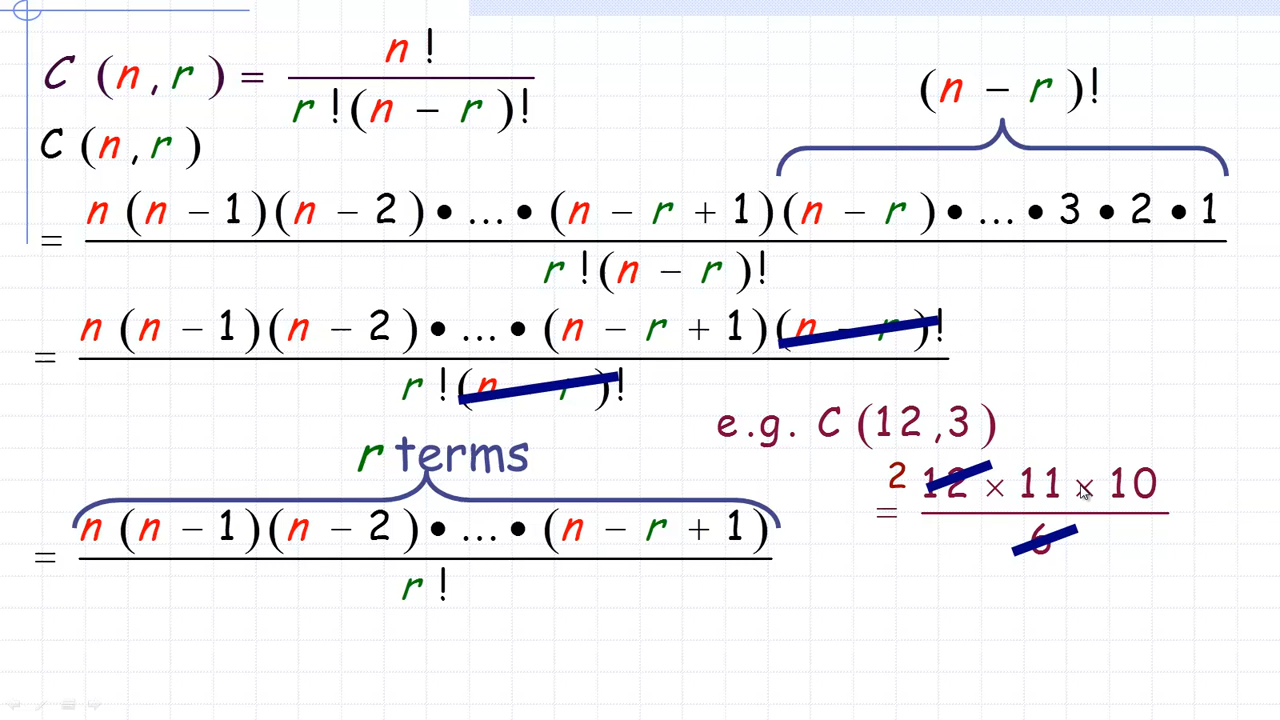 C (n, r) = n! / r!(n − r)!
C (n, r)
(n − r)!
= n(n − 1)(n − 2) • ... • (n − r + 1)(n − r) • ... • 3 • 2 • 1 / r!(n − r)!
= n(n − 1)(n − 2) • ... • (n − r + 1)(n − r)! / r!(n − r)!
r terms
= n(n − 1)(n − 2) • ... • (n − r + 1) / r!
e.g. C (12, 3)
2
= 12 × 11 × 10 / 6